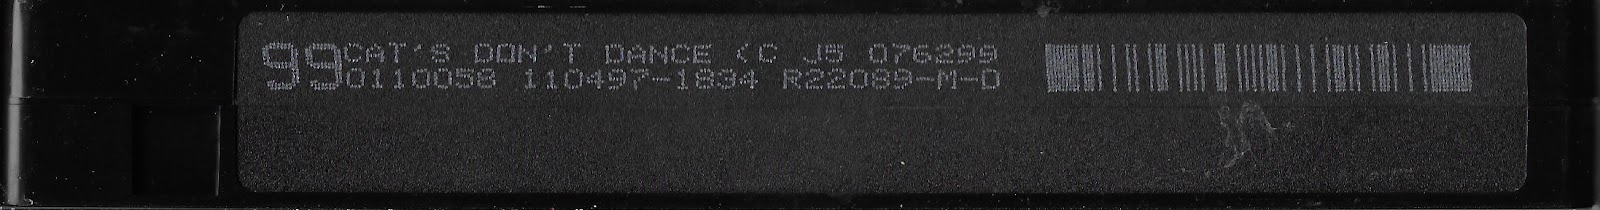 99 CAT'S DON'T DANCE (C J5 076299
0110058 110497-1834 R22089-M-D